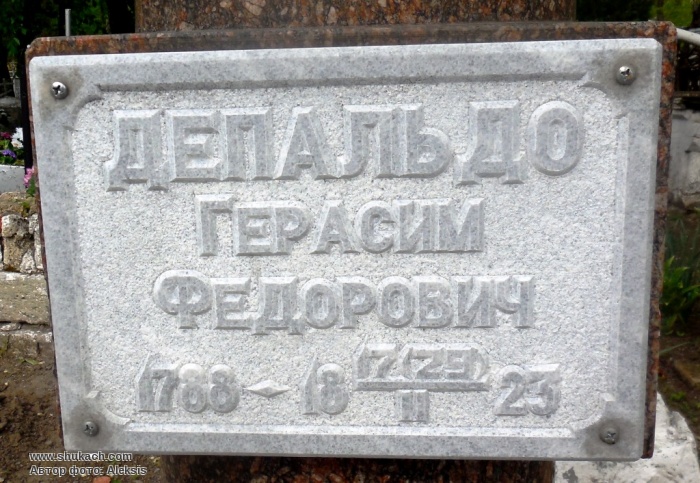 ДЕПАЛЬДО
ГЕРАСИМ
ФЕДОРОВИЧ
1788 - 18 17(29)/II 23
www.shukach.com
Автор фото: Aleksis